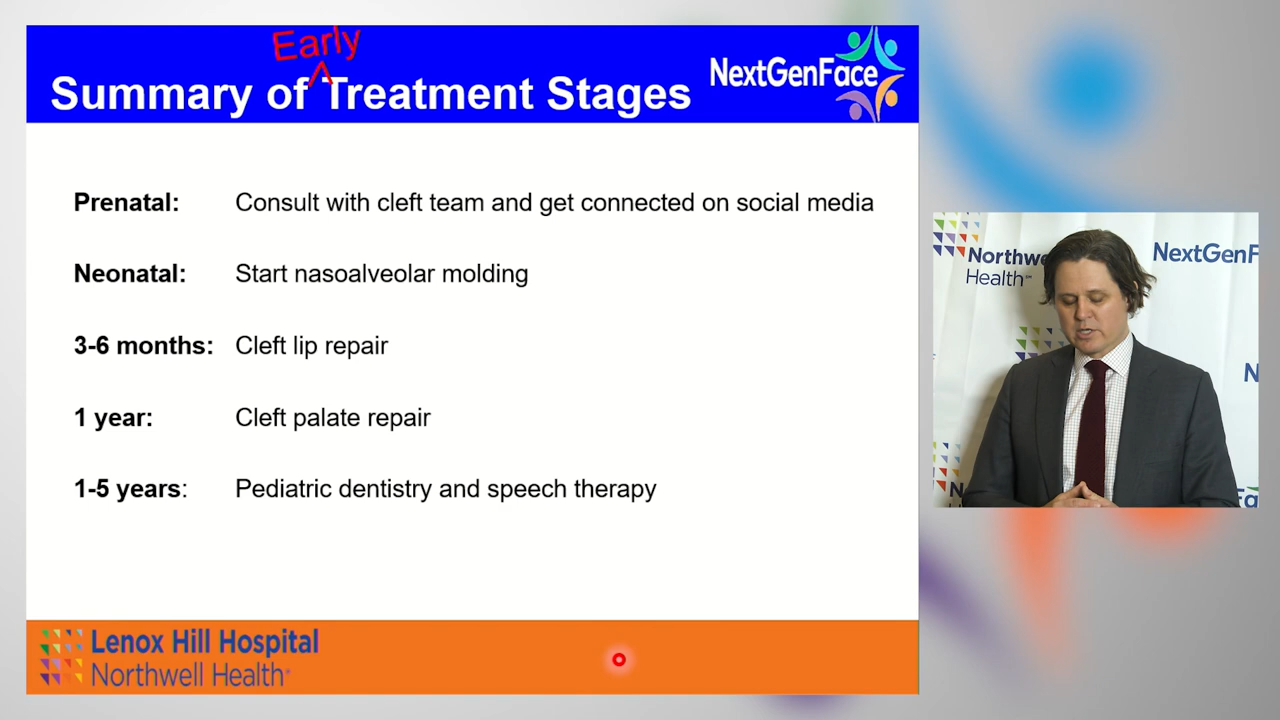 Early
Summary of Treatment Stages
NextGenFace
Prenatal: Consult with cleft team and get connected on social media
Neonatal: Start nasoalveolar molding
3-6 months: Cleft lip repair
1 year: Cleft palate repair
1-5 years: Pediatric dentistry and speech therapy
Lenox Hill Hospital
Northwell Health
Northwe
Health
NextGenF
N
N
Fa